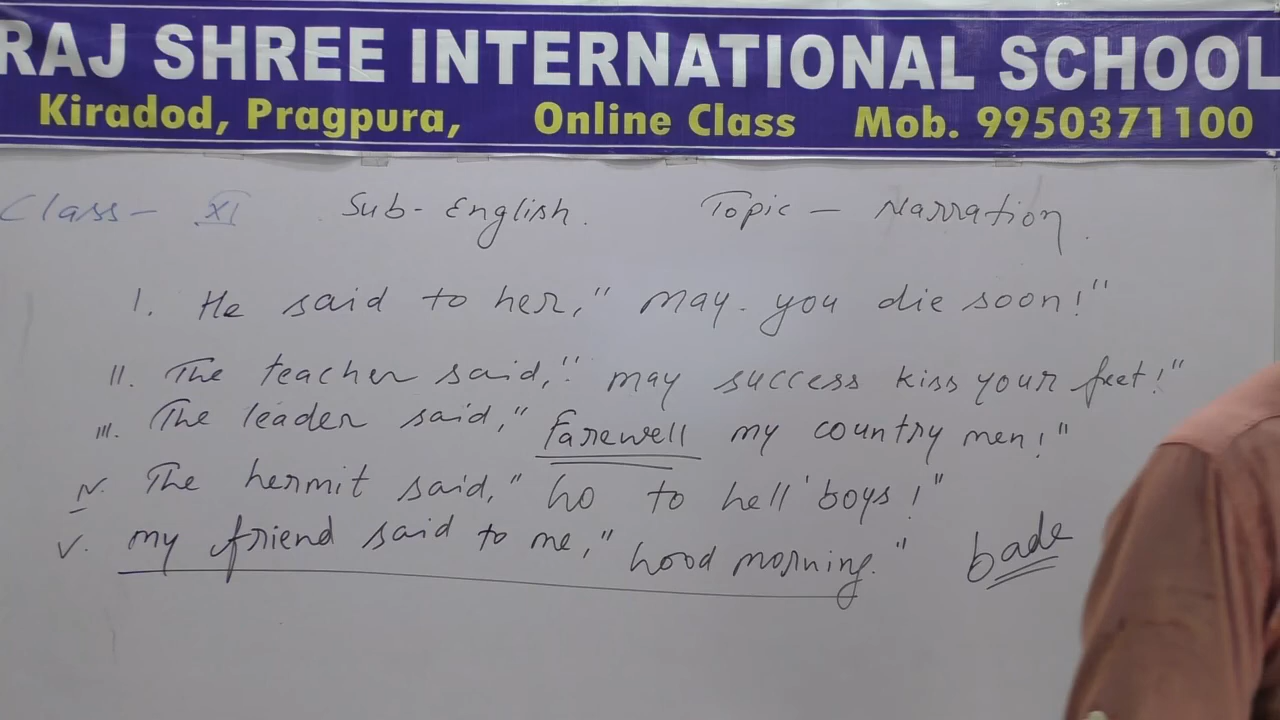 RAJ SHREE INTERNATIONAL SCHOOL
Kiradod, Pragpura, Online Class Mob. 9950371100
Class - XI Sub - English. Topic - Narration.
I. He said to her, "may you die soon!"
II. The teacher said, "may success kiss your feet!"
III. The leader said, "Farewell my country men!"
IV. The hermit said, "Go to hell boys!"
V. my friend said to me, "Good morning." bade